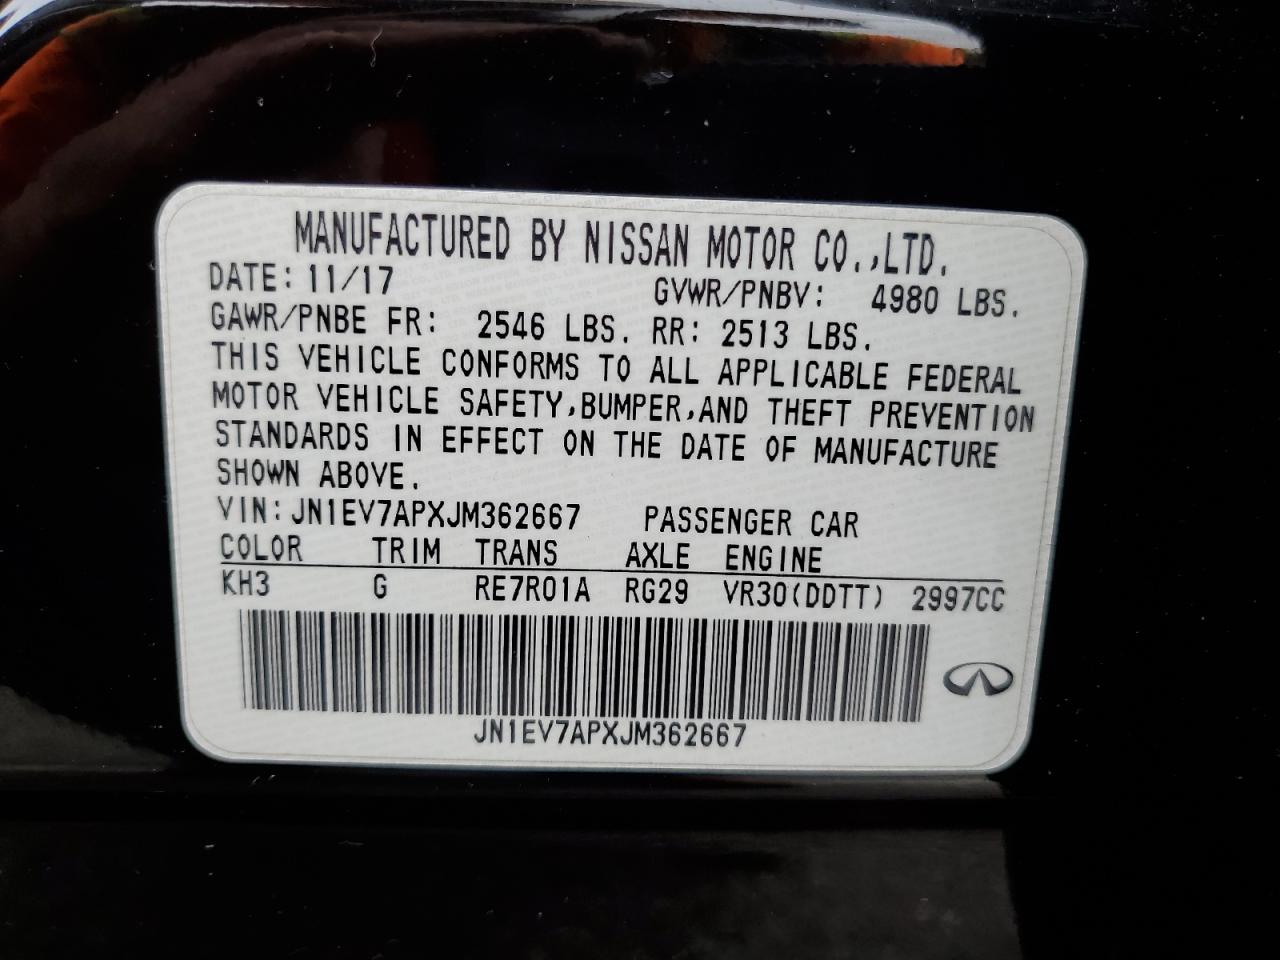 MANUFACTURED BY NISSAN MOTOR CO.,LTD.
DATE: 11/17 GVWR/PNBV: 4980 LBS.
GAWR/PNBE FR: 2546 LBS. RR: 2513 LBS.
THIS VEHICLE CONFORMS TO ALL APPLICABLE FEDERAL
MOTOR VEHICLE SAFETY,BUMPER,AND THEFT PREVENTION
STANDARDS IN EFFECT ON THE DATE OF MANUFACTURE
SHOWN ABOVE.
VIN: JN1EV7APXJM362667 PASSENGER CAR
COLOR TRIM TRANS AXLE ENGINE
KH3 G RE7R01A RG29 VR30(DDTT) 2997CC
JN1EV7APXJM362667